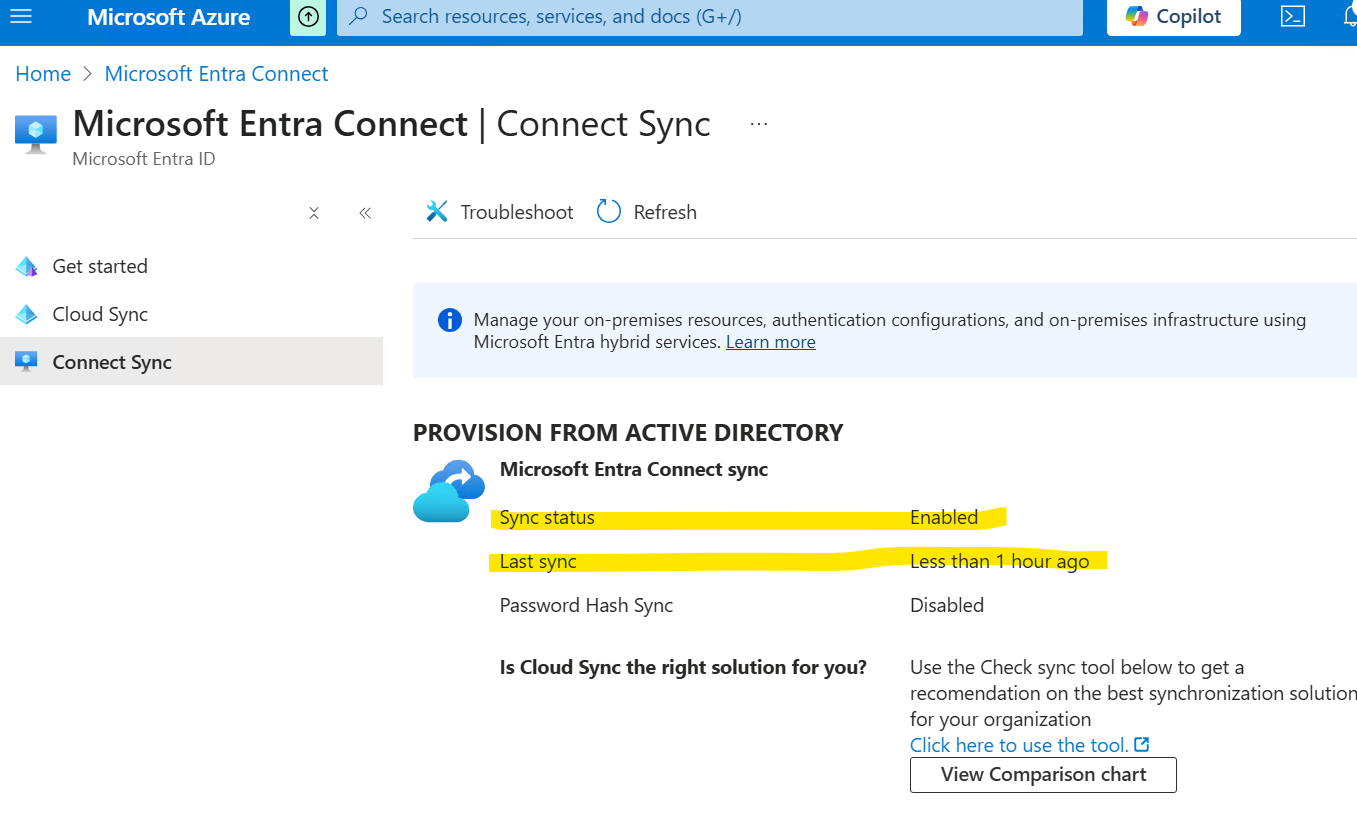 Microsoft Azure
Search resources, services, and docs (G+/)
Copilot
Home > Microsoft Entra Connect
Microsoft Entra Connect | Connect Sync ...
Microsoft Entra ID
Troubleshoot
Refresh
Get started
Cloud Sync
Connect Sync
Manage your on-premises resources, authentication configurations, and on-premises infrastructure using
Microsoft Entra hybrid services. Learn more
PROVISION FROM ACTIVE DIRECTORY
Microsoft Entra Connect sync
Sync status Enabled
Last sync Less than 1 hour ago
Password Hash Sync Disabled
Is Cloud Sync the right solution for you? Use the Check sync tool below to get a
recomendation on the best synchronization solution
for your organization
Click here to use the tool.
View Comparison chart